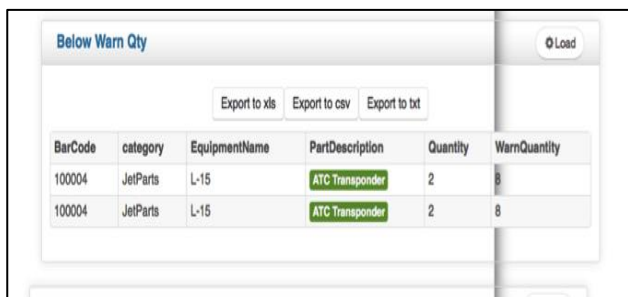 Below Warn Qty Load
Export to xls Export to csv Export to txt
BarCode category EquipmentName PartDescription Quantity WarnQuantity
100004 JetParts L-15 ATC Transponder 2 8
100004 JetParts L-15 ATC Transponder 2 8